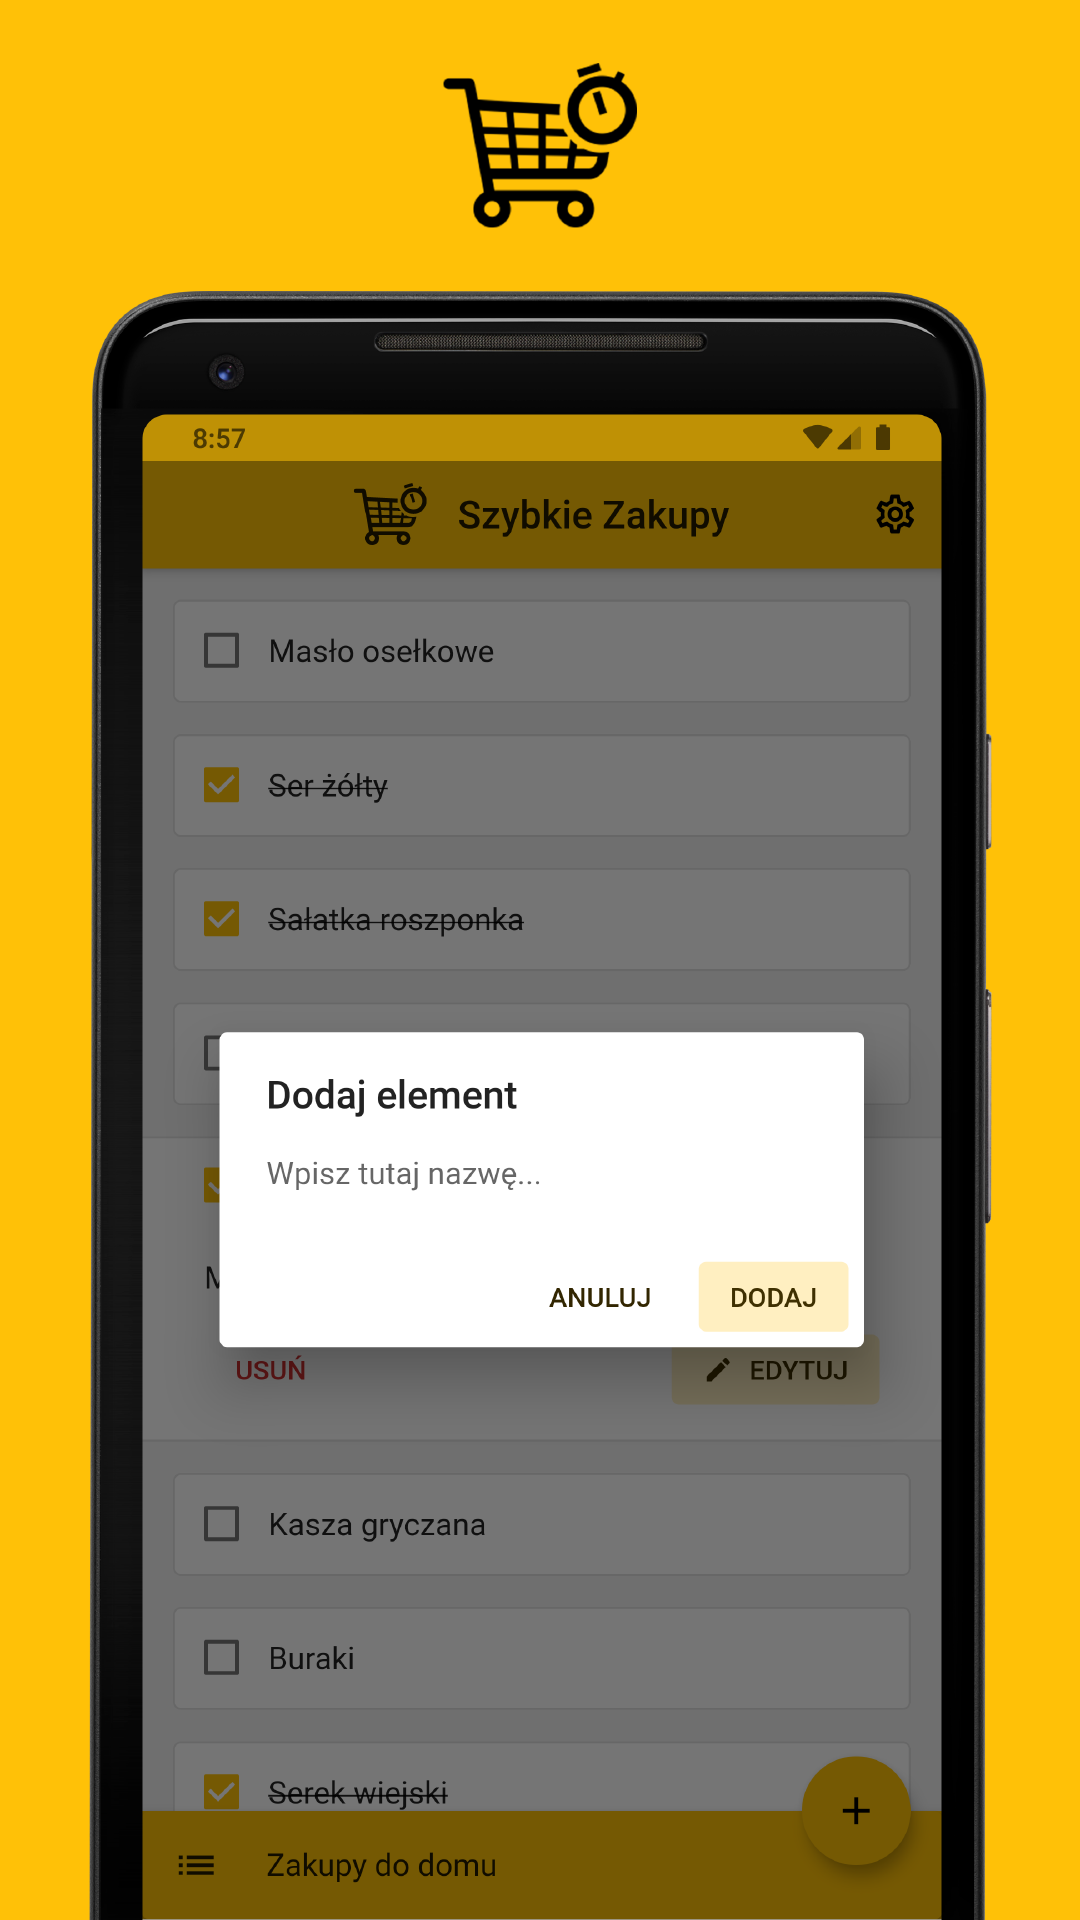 8:57
Szybkie Zakupy
Masło osełkowe
Ser żółty
Sałatka roszponka
Dodaj element
Wpisz tutaj nazwę...
ANULUJ DODAJ
USUŃ EDYTUJ
Kasza gryczana
Buraki
Serek wiejski
Zakupy do domu